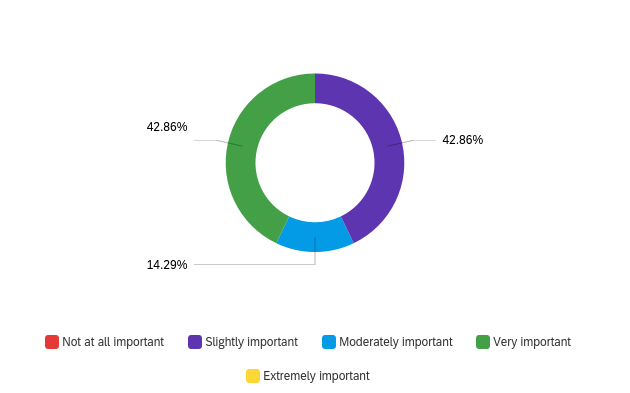 42.86%
42.86%
14.29%
Not at all important Slightly important Moderately important Very important
Extremely important